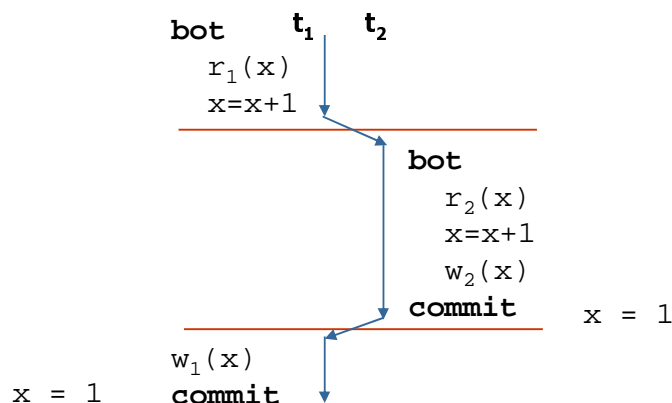 bot t₁ t₂
r₁(x)
x=x+1
bot
r₂(x)
x=x+1
w₂(x)
commit x = 1
w₁(x)
x = 1 commit